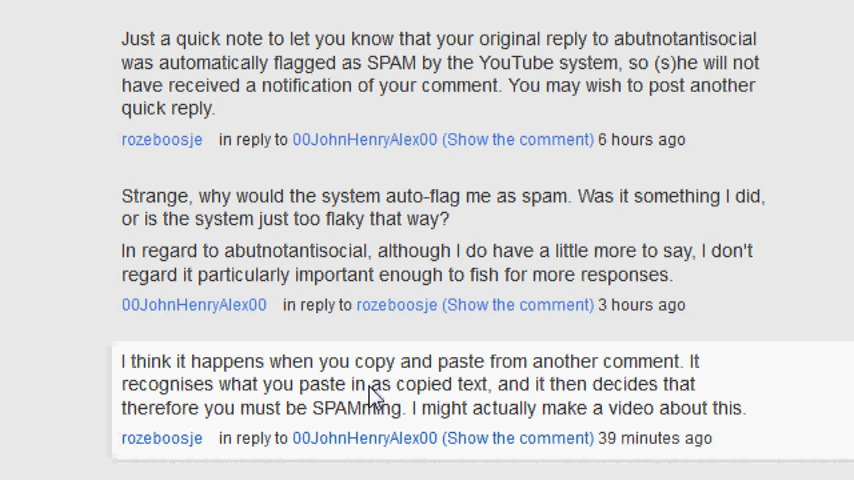 Just a quick note to let you know that your original reply to abutnotantisocial
was automatically flagged as SPAM by the YouTube system, so (s)he will not
have received a notification of your comment. You may wish to post another
quick reply.
rozeboosje in reply to 00JohnHenryAlex00 (Show the comment) 6 hours ago
Strange, why would the system auto-flag me as spam. Was it something I did,
or is the system just too flaky that way?
In regard to abutnotantisocial, although I do have a little more to say, I don't
regard it particularly important enough to fish for more responses.
00JohnHenryAlex00 in reply to rozeboosje (Show the comment) 3 hours ago
I think it happens when you copy and paste from another comment. It
recognises what you paste in as copied text, and it then decides that
therefore you must be SPAMming. I might actually make a video about this.
rozeboosje in reply to 00JohnHenryAlex00 (Show the comment) 39 minutes ago